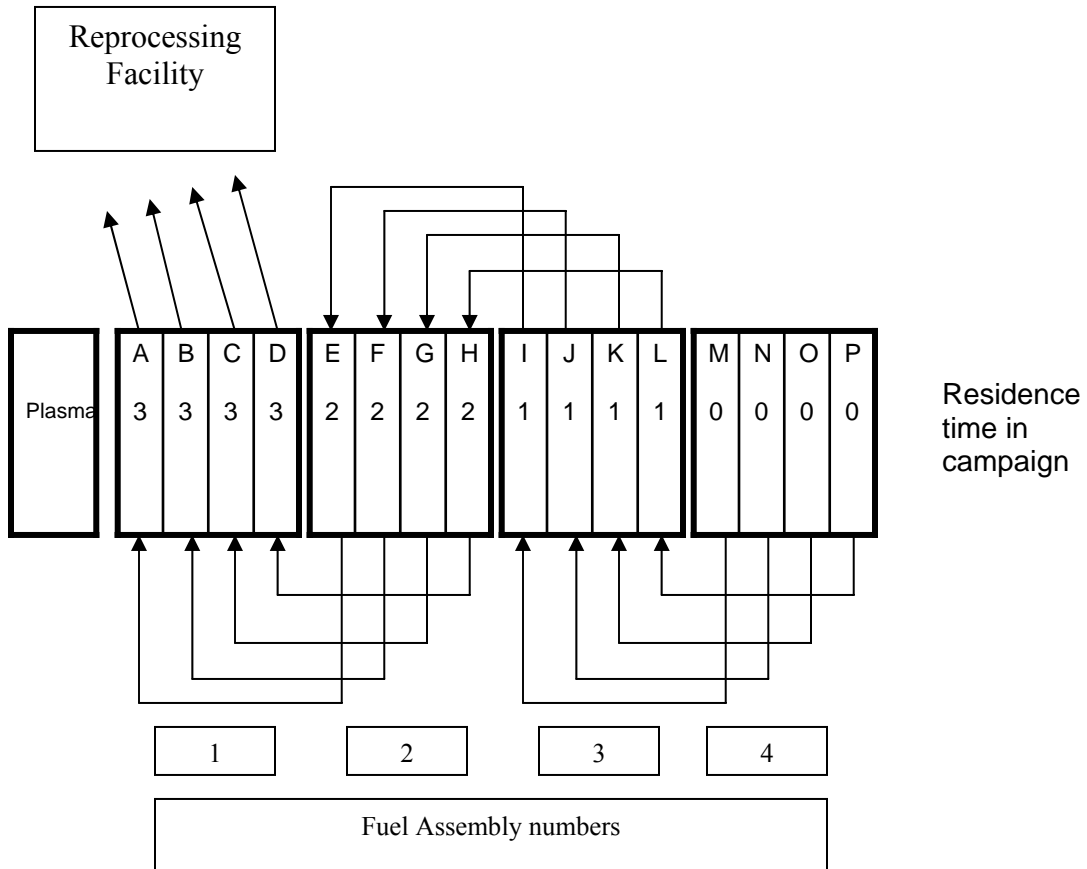 Reprocessing
Facility
A B C D E F G H I J K L M N O P
Plasma 3 3 3 3 2 2 2 2 1 1 1 1 0 0 0 0
Residence
time in
campaign
1 2 3 4
Fuel Assembly numbers